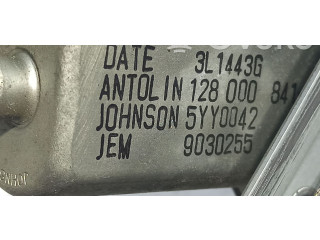 DATE 3L1443G
ANTOLIN 128 000 841
JOHNSON 5YY0042
JEM 9030255